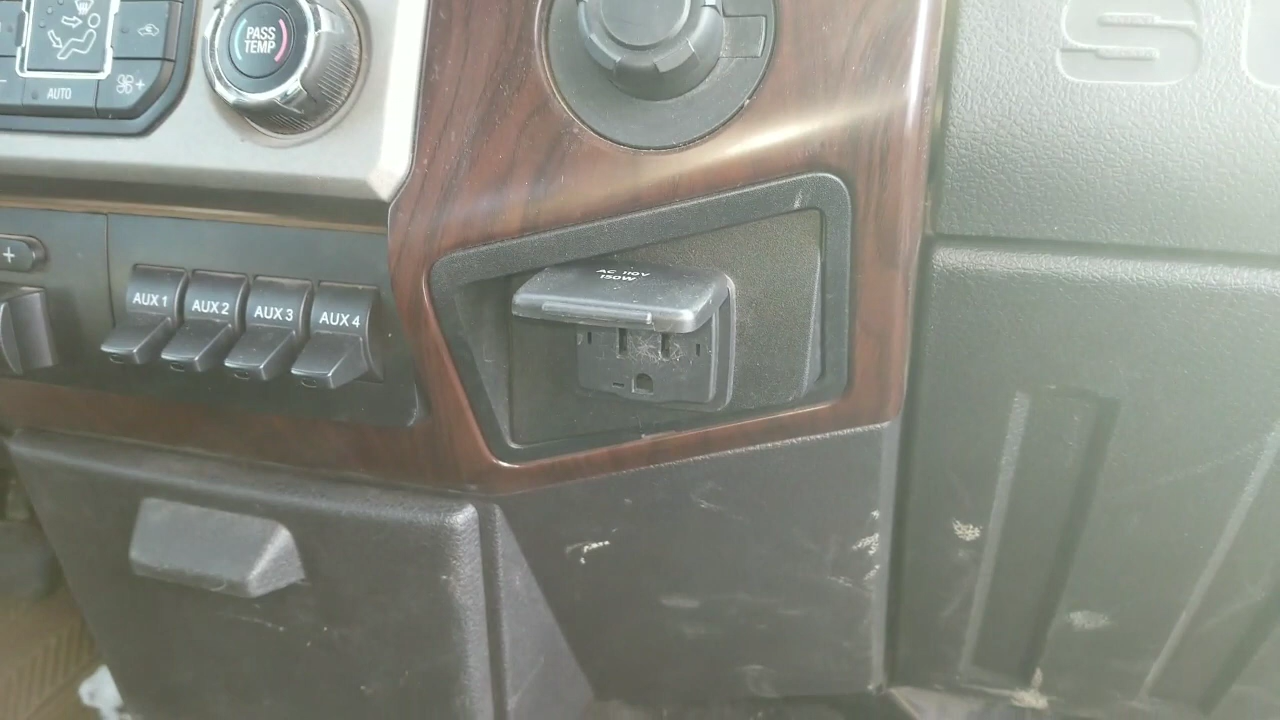 PASS
TEMP
AUTO
S
AUX 1
AUX 2
AUX 3
AUX 4
AC 110V
150W